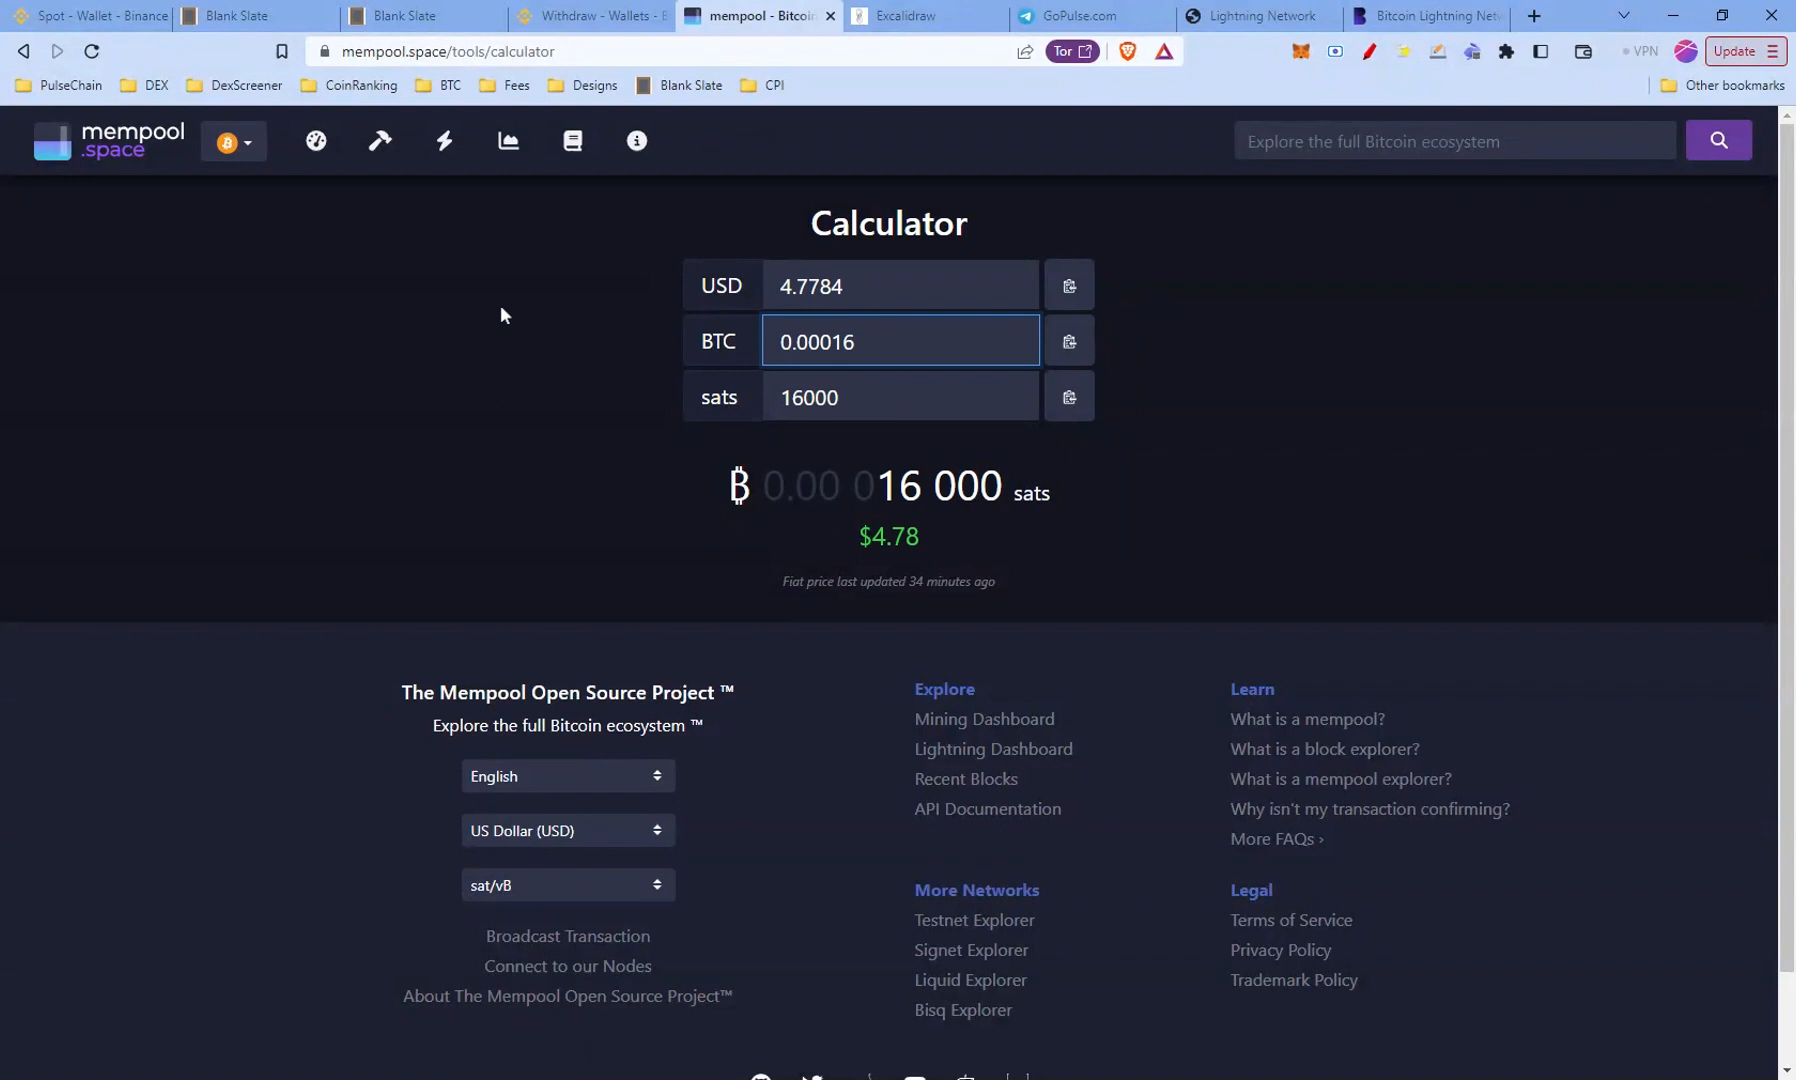 Spot - Wallet - Binance
Blank Slate
Blank Slate
Withdraw - Wallets - B
mempool - Bitcoin
Excalidraw
GoPulse.com
Lightning Network
Bitcoin Lightning Netw
mempool.space/tools/calculator
Tor
VPN
Update
PulseChain
DEX
DexScreener
CoinRanking
BTC
Fees
Designs
Blank Slate
CPI
Other bookmarks
mempool
.space
Explore the full Bitcoin ecosystem
Calculator
USD 4.7784
BTC 0.00016
sats 16000
₿ 0.00 016 000 sats
$4.78
Fiat price last updated 34 minutes ago
The Mempool Open Source Project ™
Explore the full Bitcoin ecosystem ™
English
US Dollar (USD)
sat/vB
Broadcast Transaction
Connect to our Nodes
About The Mempool Open Source Project™
Explore
Mining Dashboard
Lightning Dashboard
Recent Blocks
API Documentation
Learn
What is a mempool?
What is a block explorer?
What is a mempool explorer?
Why isn't my transaction confirming?
More FAQs ›
More Networks
Testnet Explorer
Signet Explorer
Liquid Explorer
Bisq Explorer
Legal
Terms of Service
Privacy Policy
Trademark Policy